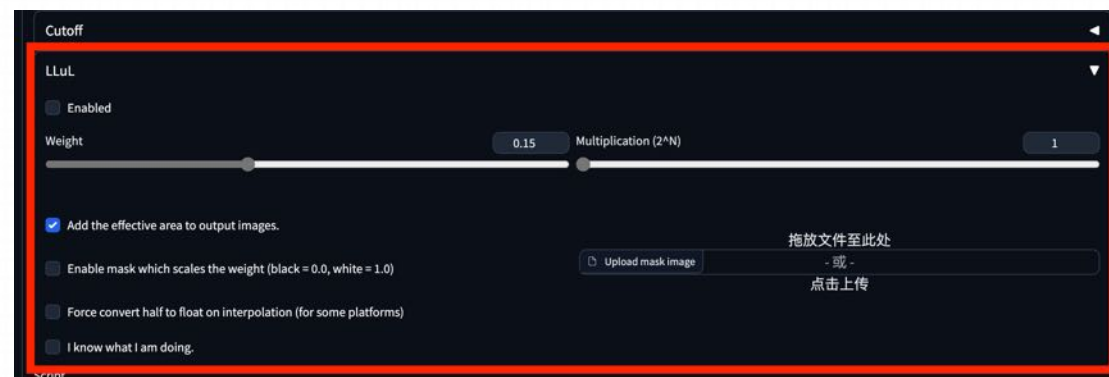 Cutoff
LLuL
Enabled
Weight
0.15
Multiplication (2^N)
1
Add the effective area to output images.
Enable mask which scales the weight (black = 0.0, white = 1.0)
Upload mask image
拖放文件至此处
- 或 -
点击上传
Force convert half to float on interpolation (for some platforms)
I know what I am doing.
Script